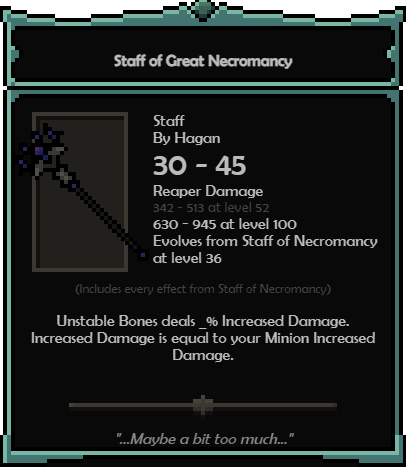 Staff of Great Necromancy
Staff
By Hagan
30 - 45
Reaper Damage
342 - 513 at level 52
630 - 945 at level 100
Evolves from Staff of Necromancy
at level 36
(Includes every effect from Staff of Necromancy)
Unstable Bones deals _% Increased Damage.
Increased Damage is equal to your Minion Increased
Damage.
"...Maybe a bit too much..."